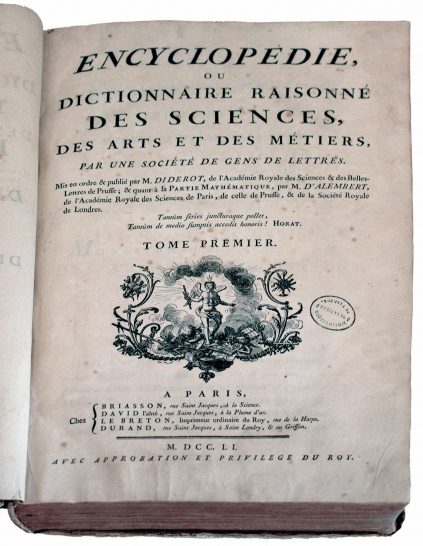 ENCYCLOPEDIE,
OU
DICTIONNAIRE RAISONNÉ
DES SCIENCES,
DES ARTS ET DES MÉTIERS,
PAR UNE SOCIÉTÉ DE GENS DE LETTRES.
Mis en ordre & publié par M. DIDEROT, de l'Académie Royale des Sciences & des Belles-
Lettres de Prusse; & quant à la PARTIE MATHÉMATIQUE, par M. D'ALEMBERT,
de l'Académie Royale des Sciences de Paris, de celle de Prusse, & de la Société Royale
de Londres.
Tantùm series juncturaque pollet,
Tantùm de medio sumptis accedit honoris! HORAT.
TOME PREMIER.
A PARIS,
Chez
BRIASSON, rue Saint Jacques, à la Science.
DAVID l'aîné, rue Saint Jacques, à la Plume d'or.
LE BRETON, Imprimeur ordinaire du Roy, rue de la Harpe.
DURAND, rue Saint Jacques, à Saint Landry, & au Griffon.
M. DCC. LI.
AVEC APPROBATION ET PRIVILEGE DU ROY.